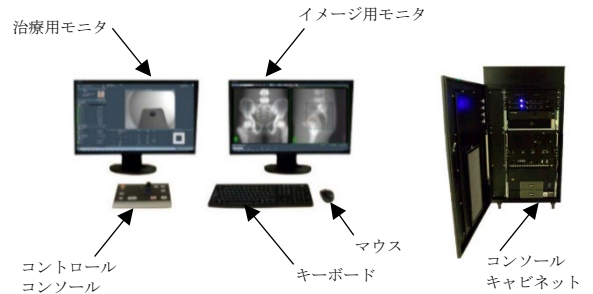 治療用モニタ
イメージ用モニタ
マウス
コントロール
コンソール
キーボード
コンソール
キャビネット